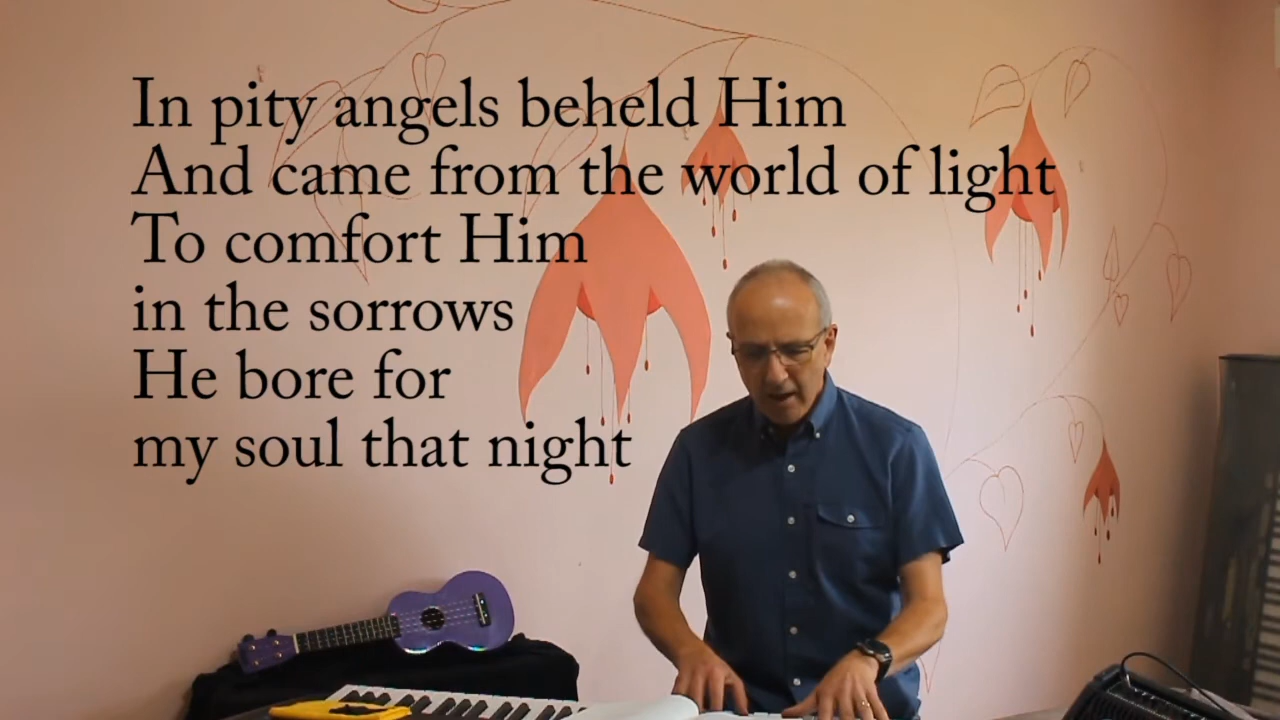 In pity angels beheld Him
And came from the world of light
To comfort Him
in the sorrows
He bore for
my soul that night